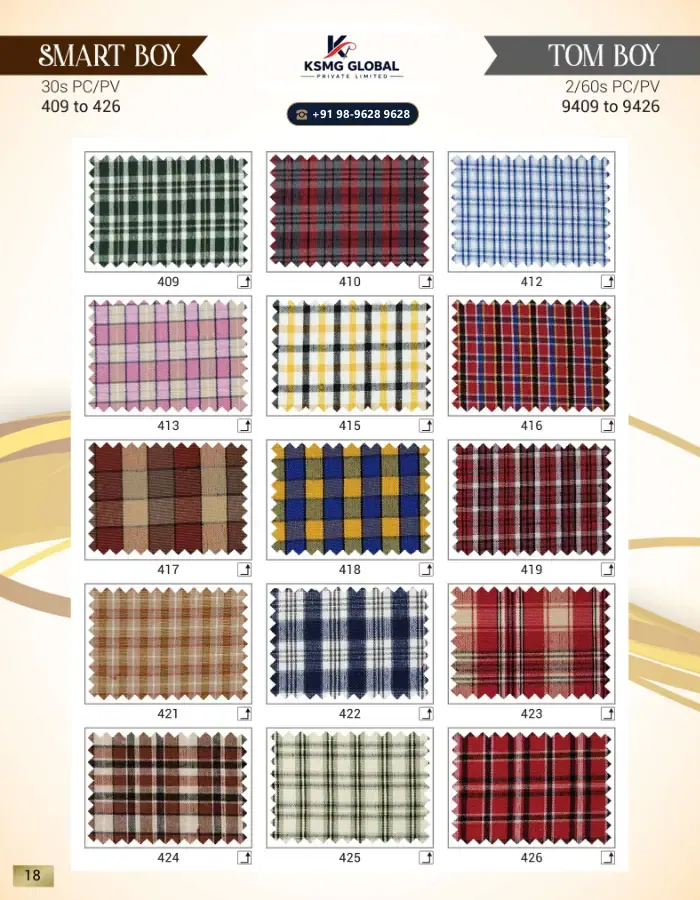 SMART BOY
30s PC/PV
409 to 426
KSMG GLOBAL
PRIVATE LIMITED
+91 98-9628 9628
TOM BOY
2/60s PC/PV
9409 to 9426
409
410
412
413
415
416
417
418
419
421
422
423
424
425
426
18